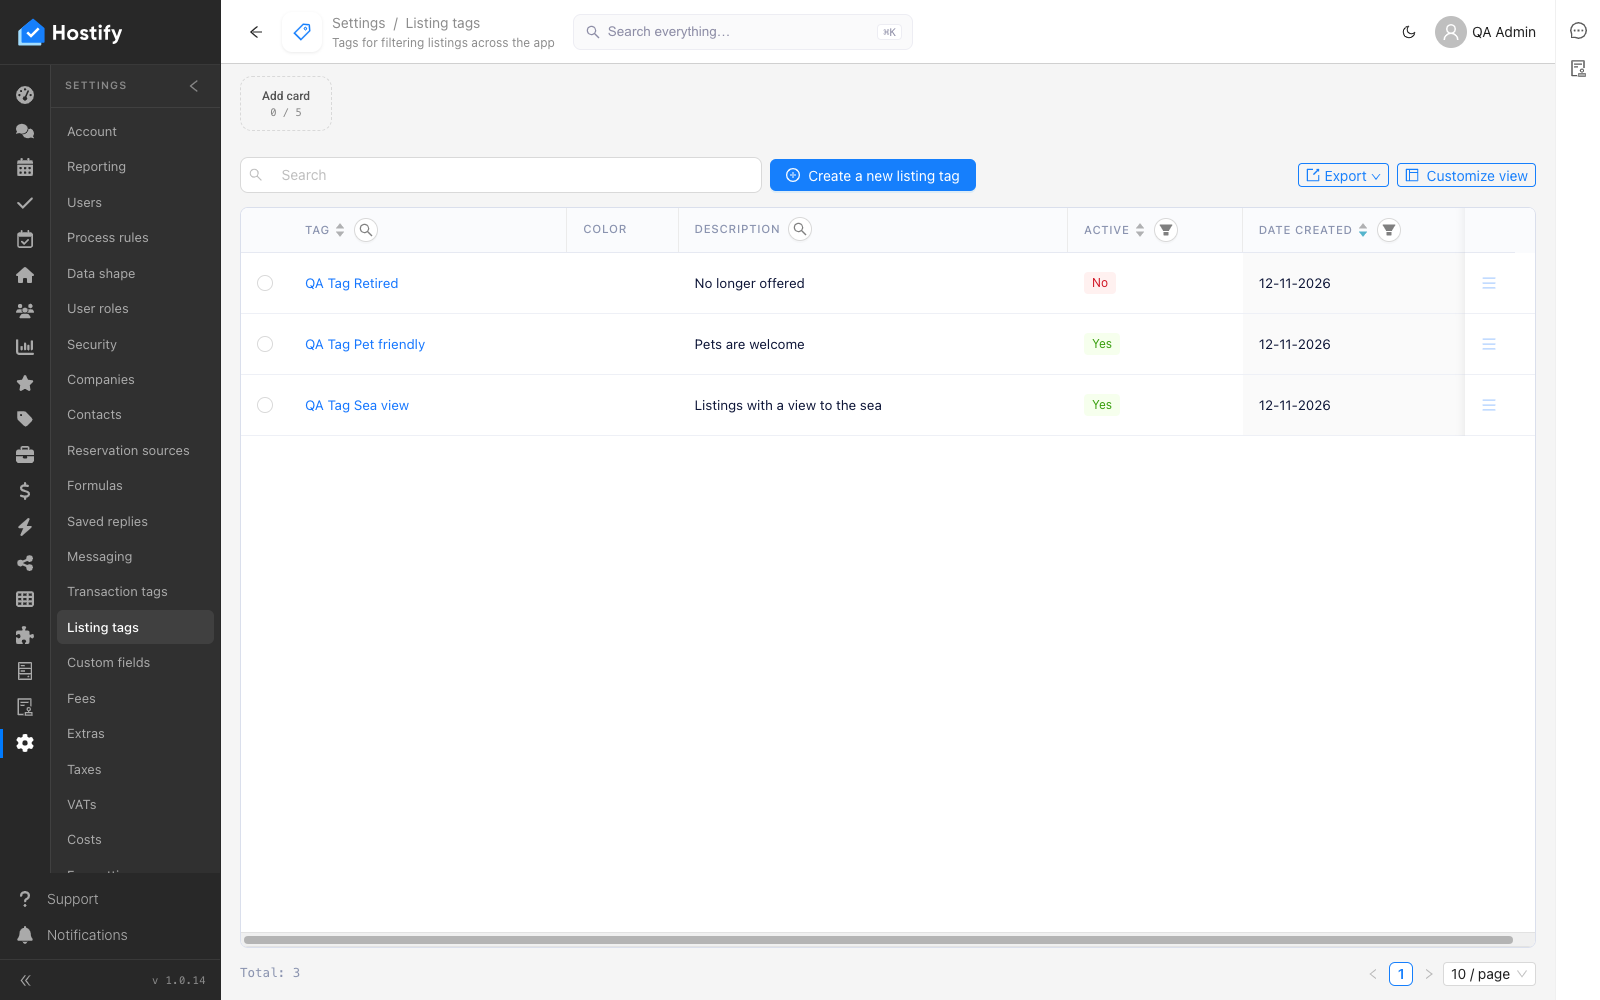 Hostify
Settings / Listing tags
Tags for filtering listings across the app
Search everything...
⌘K
QA Admin
SETTINGS
Account
Reporting
Users
Process rules
Data shape
User roles
Security
Companies
Contacts
Reservation sources
Formulas
Saved replies
Messaging
Transaction tags
Listing tags
Custom fields
Fees
Extras
Taxes
VATs
Costs
Support
Notifications
v 1.0.14
Add card
0 / 5
Search
Create a new listing tag
Export
Customize view
TAG COLOR DESCRIPTION ACTIVE DATE CREATED
QA Tag Retired No longer offered No 12-11-2026
QA Tag Pet friendly Pets are welcome Yes 12-11-2026
QA Tag Sea view Listings with a view to the sea Yes 12-11-2026
Total: 3
1
10 / page